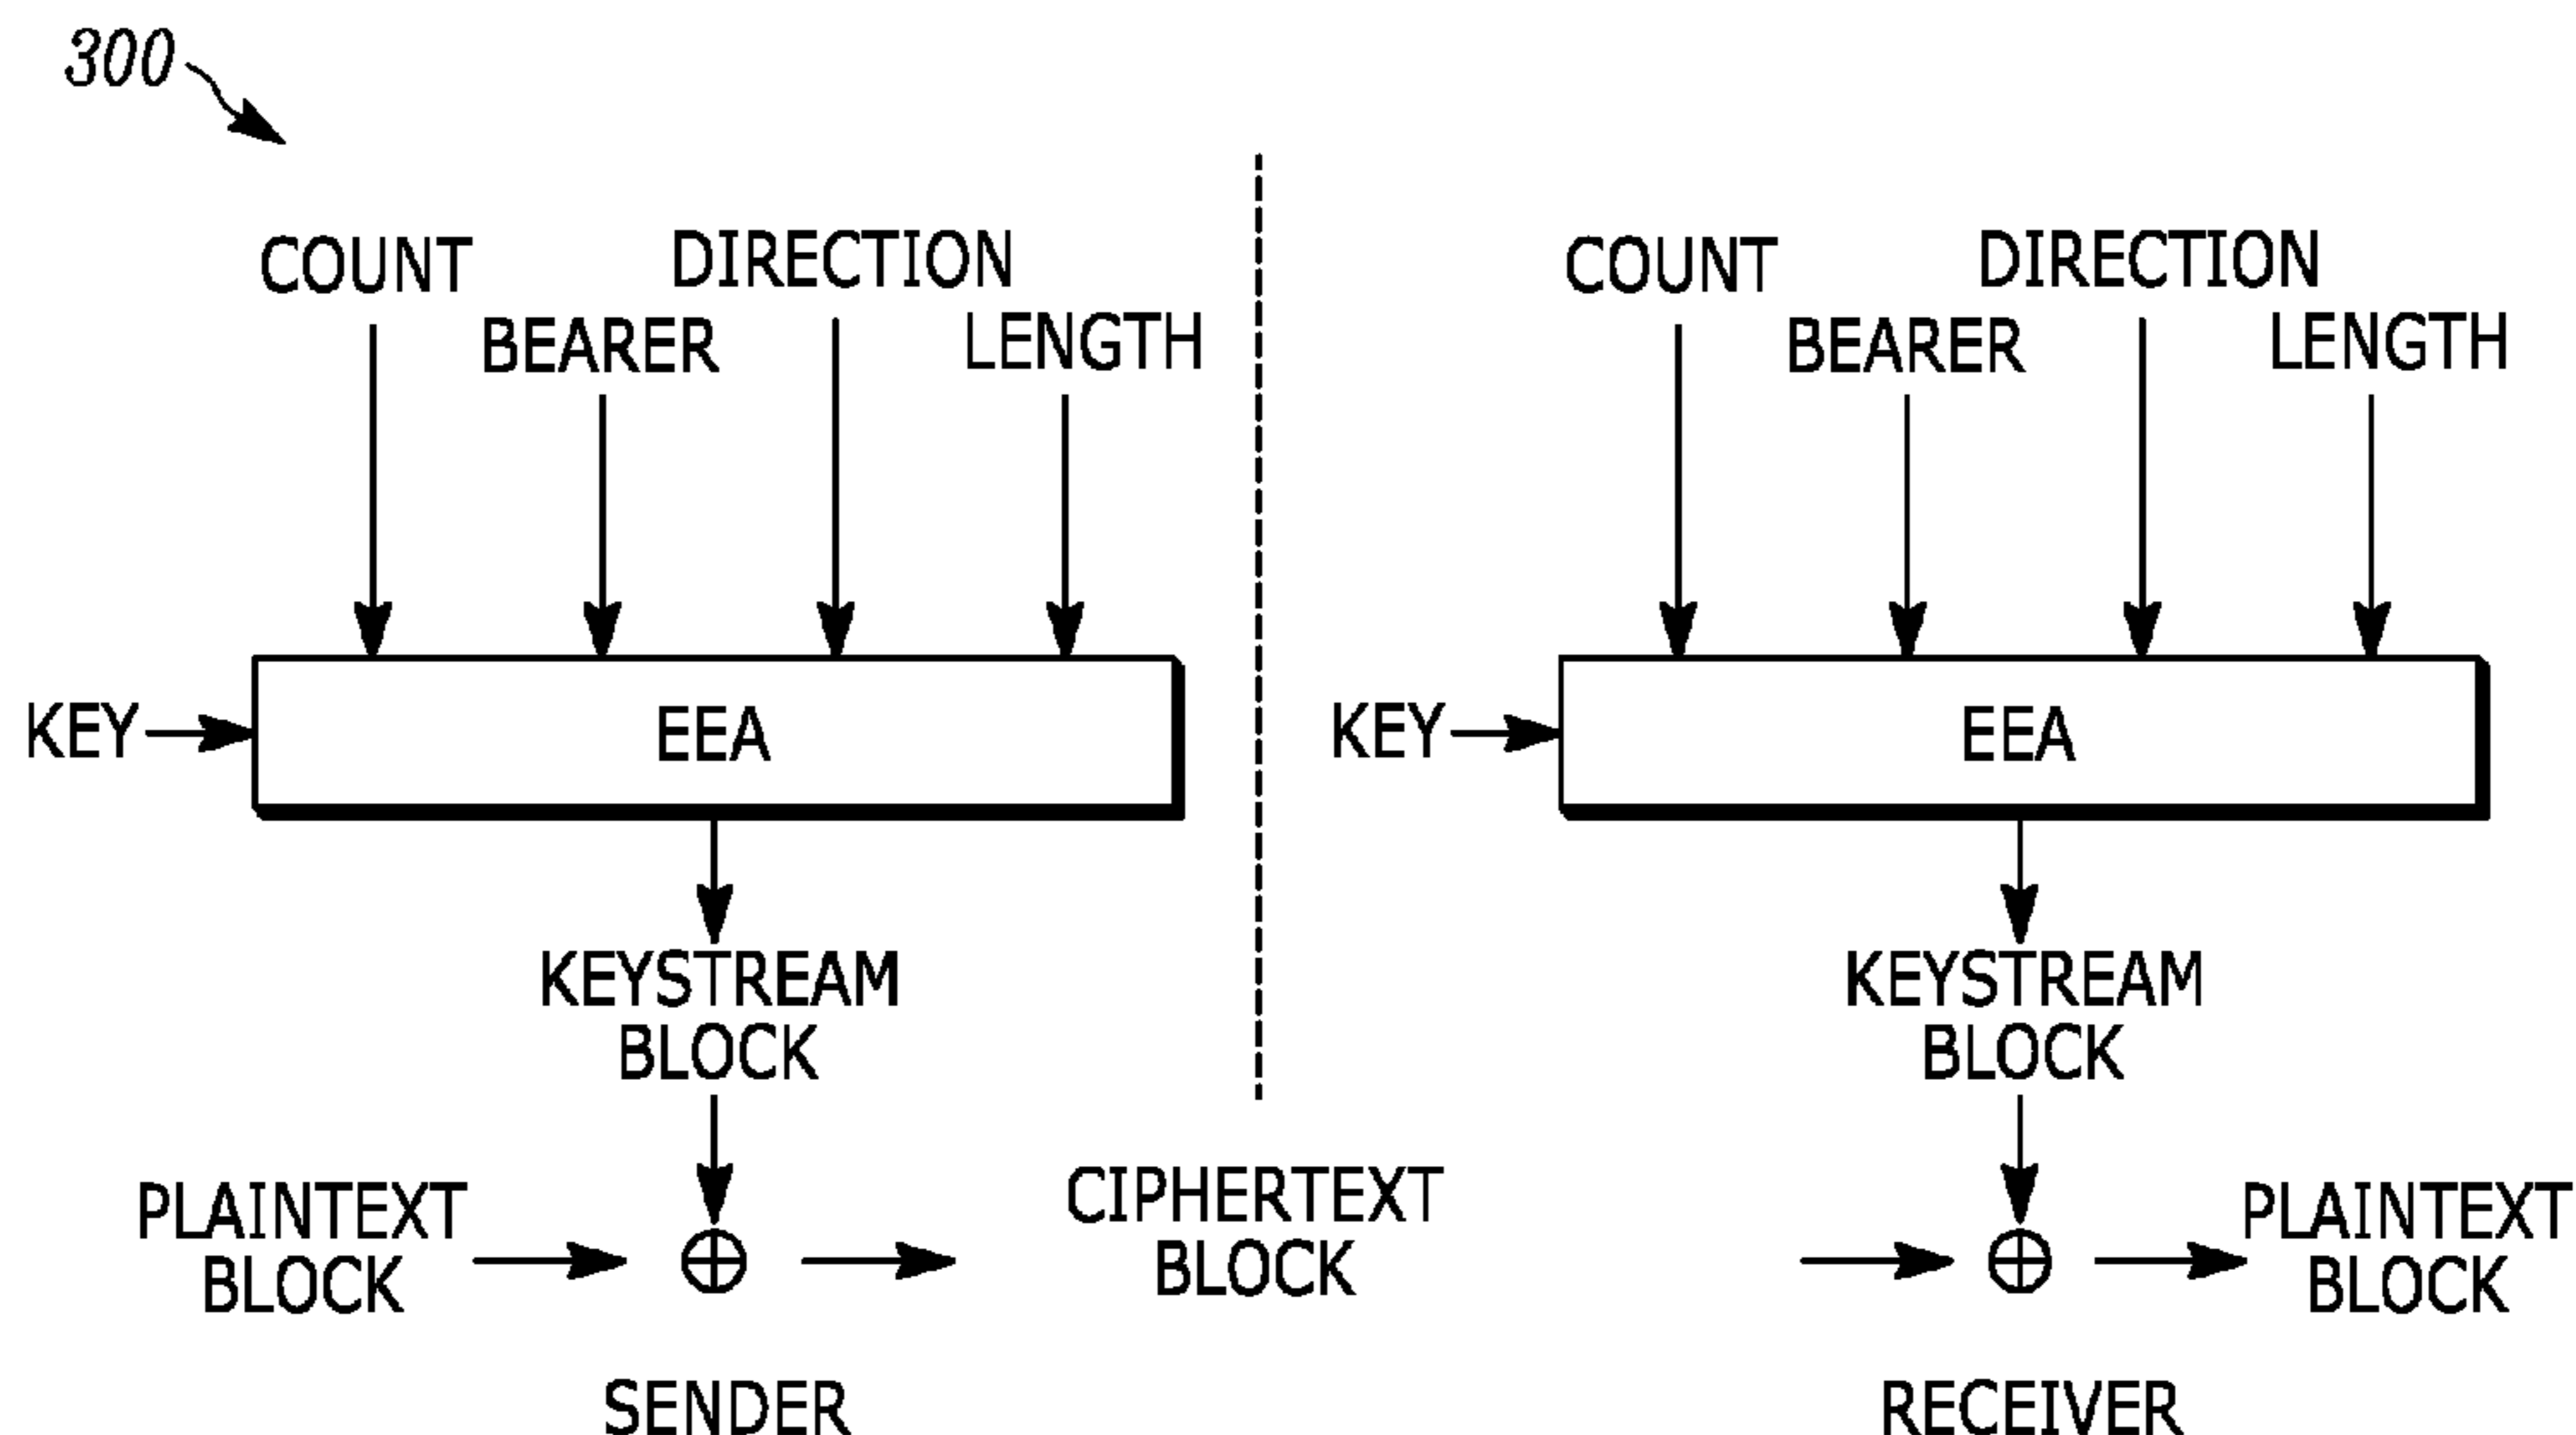 300
COUNT
DIRECTION
BEARER
LENGTH
KEY
EEA
KEYSTREAM
BLOCK
PLAINTEXT
BLOCK
CIPHERTEXT
BLOCK
SENDER
COUNT
DIRECTION
BEARER
LENGTH
KEY
EEA
KEYSTREAM
BLOCK
PLAINTEXT
BLOCK
RECEIVER